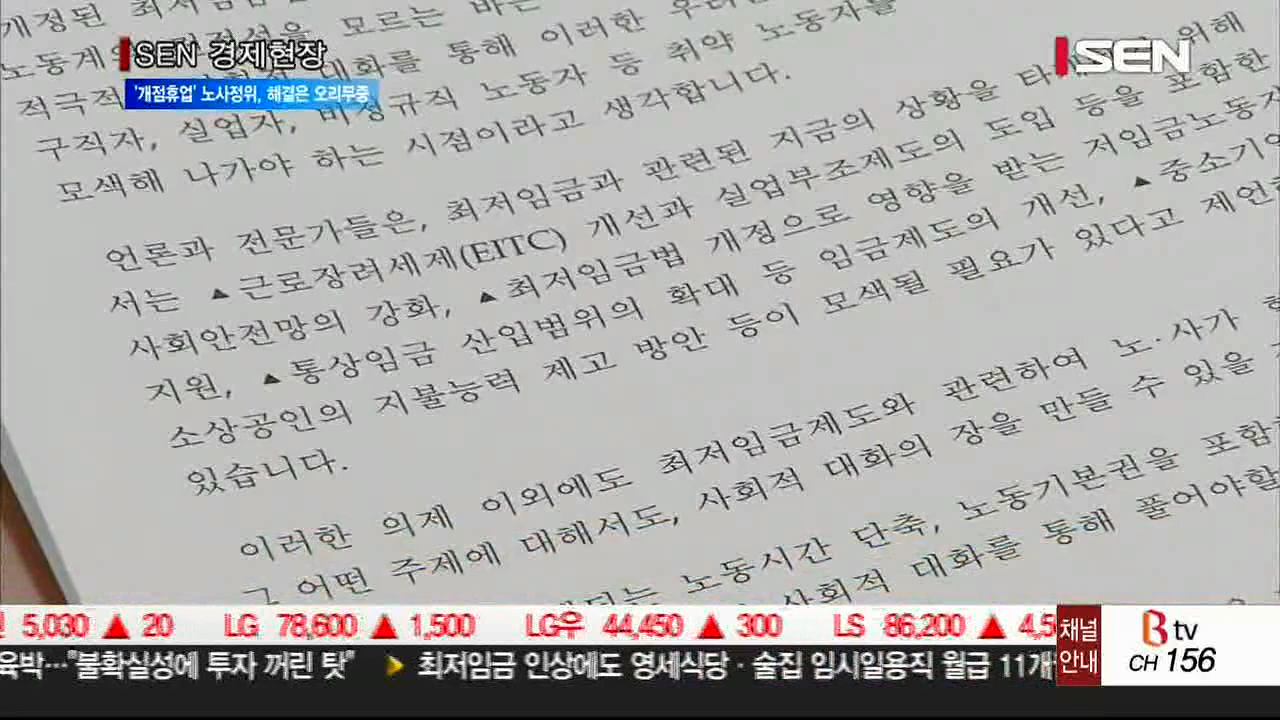 개정된
노동계의 모르는 바는
적극적 대화를 통해 이러한
구직자, 실업자, 비정규직 노동자 등 취약 노동자를 위해
모색해 나가야 하는 시점이라고 생각합니다.
언론과 전문가들은, 최저임금과 관련된 지금의 상황을
서는 ▲근로장려세제(EITC) 개선과 실업부조제도의 도입 등을 포함한
사회안전망의 강화, ▲최저임금법 개정으로 영향을 받는 저임금노동자
지원, ▲통상임금 산입범위의 확대 등 임금제도의 개선, ▲중소기업
소상공인의 지불능력 제고 방안 등이 모색될 필요가 있다고
있습니다.
이러한 의제 이외에도 최저임금제도와 관련하여 노·사가
그 어떤 주제에 대해서도, 사회적 대화의 장을 만들 수 있을
노동시간 단축, 노동기본권을
사회적 대화를 통해 풀어야할
SEN 경제현장
'개점휴업' 노사정위, 해결은 오리무중
SEN
5,030 ▲ 20 LG 78,600 ▲ 1,500 LG우 44,450 ▲ 300 LS 86,200 ▲ 4,5
육박…"불확실성에 투자 꺼린 탓" ▶ 최저임금 인상에도 영세식당·술집 임시일용직 월급 11개
채널
안내
B tv
CH 156